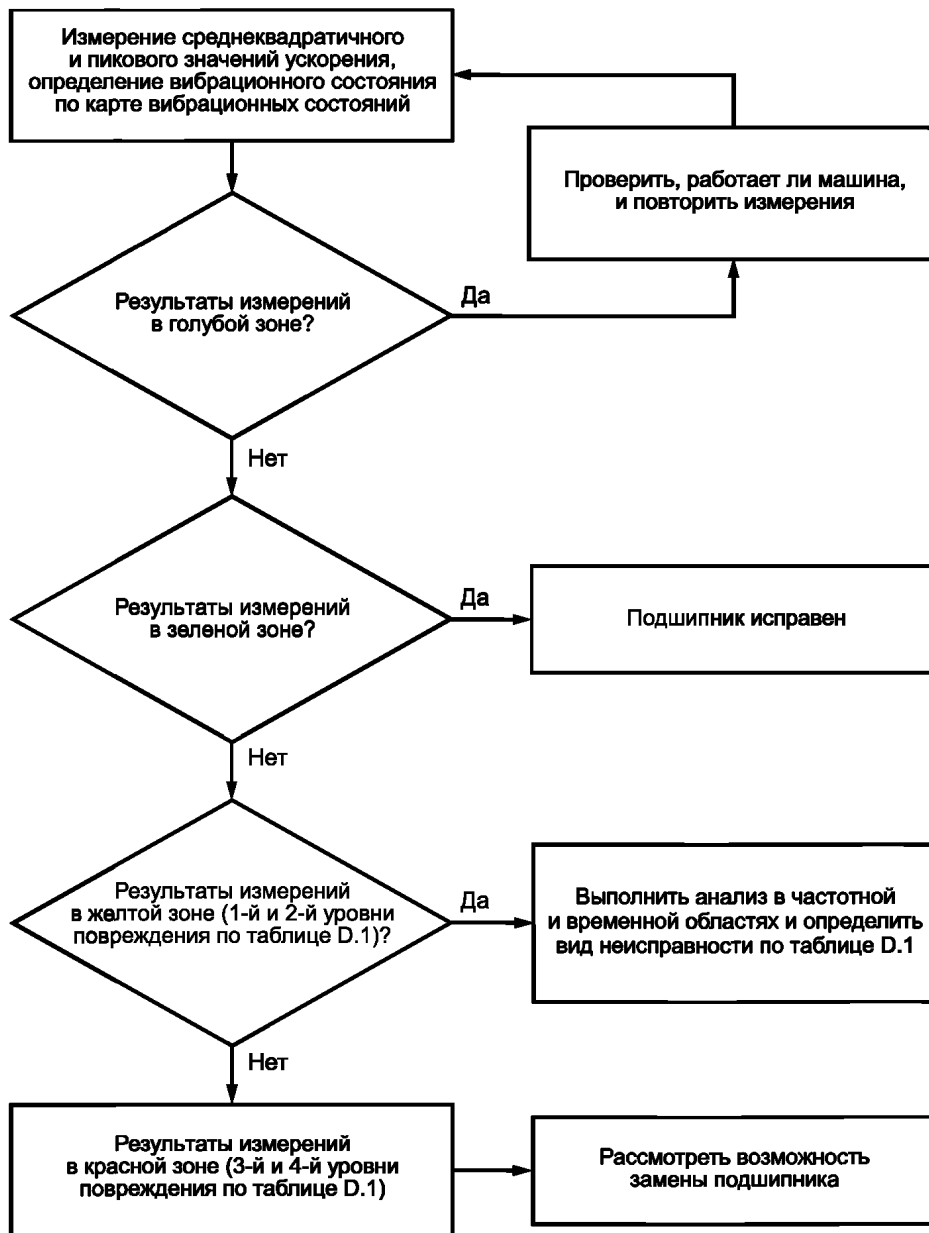 Измерение среднеквадратичного
и пикового значений ускорения,
определение вибрационного состояния
по карте вибрационных состояний
Проверить, работает ли машина,
и повторить измерения
Результаты измерений
в голубой зоне?
Да
Нет
Результаты измерений
в зеленой зоне?
Да
Подшипник исправен
Нет
Результаты измерений
в желтой зоне (1-й и 2-й уровни
повреждения по таблице D.1)?
Да
Выполнить анализ в частотной
и временной областях и определить
вид неисправности по таблице D.1
Нет
Результаты измерений
в красной зоне (3-й и 4-й уровни
повреждения по таблице D.1)
Рассмотреть возможность
замены подшипника